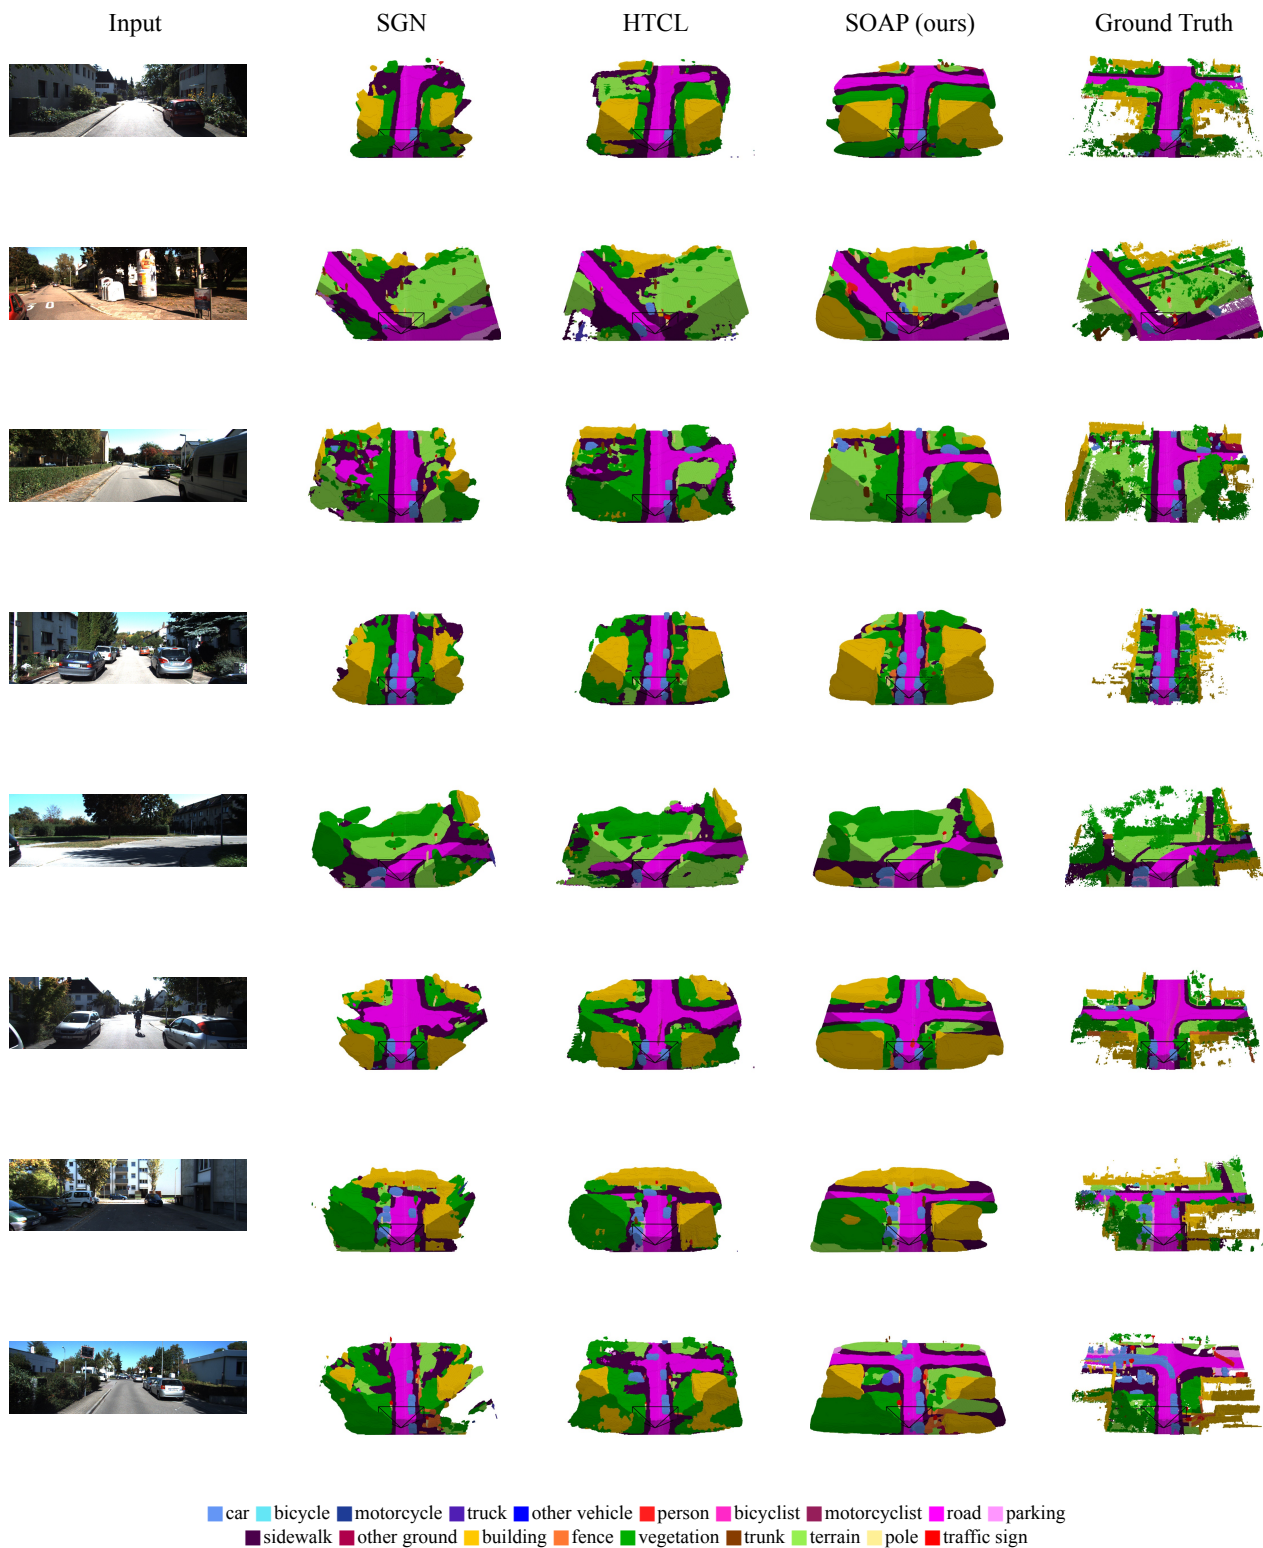 Input SGN HTCL SOAP (ours) Ground Truth
car bicycle motorcycle truck other vehicle person bicyclist motorcyclist road parking
sidewalk other ground building fence vegetation trunk terrain pole traffic sign